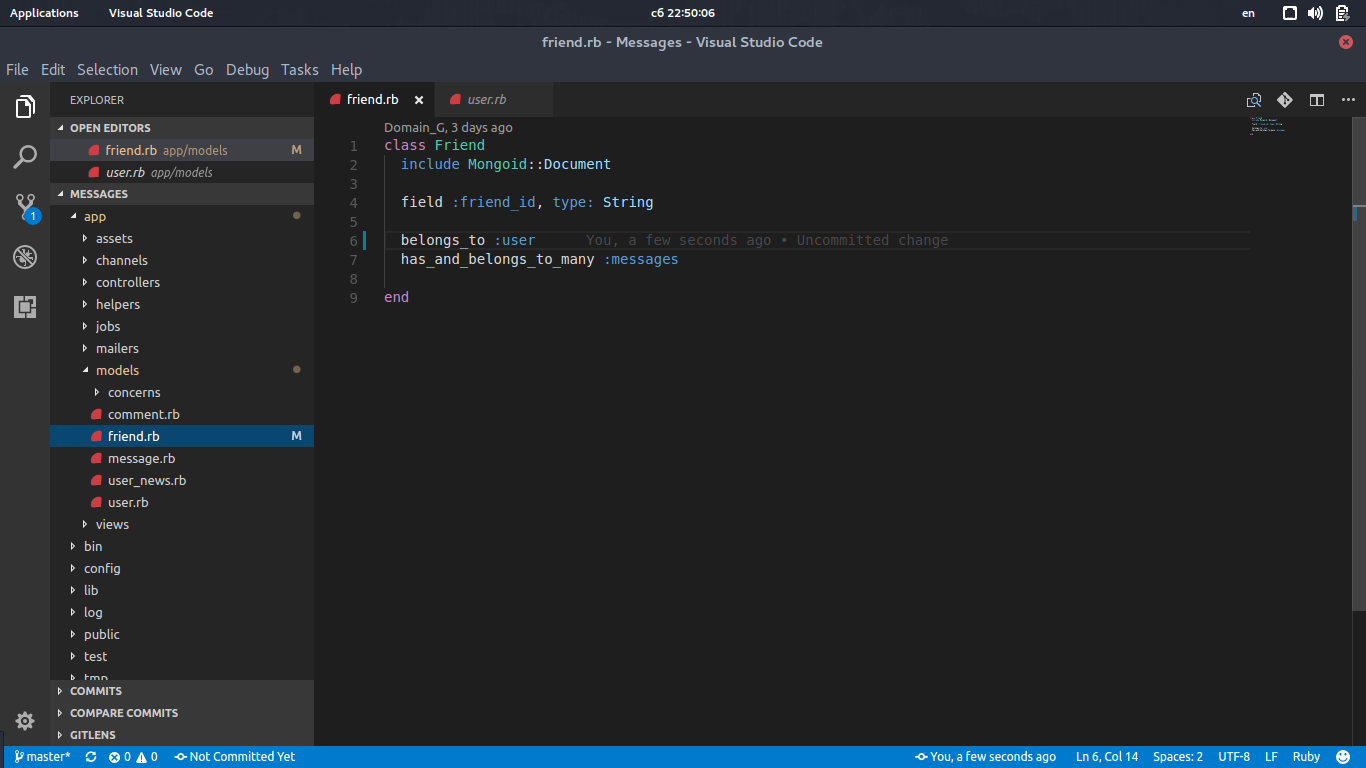 Applications Visual Studio Code сб 22:50:06 en
friend.rb - Messages - Visual Studio Code
File Edit Selection View Go Debug Tasks Help
EXPLORER
OPEN EDITORS
friend.rb app/models M
user.rb app/models
MESSAGES
app
assets
channels
controllers
helpers
jobs
mailers
models
concerns
comment.rb
friend.rb M
message.rb
user_news.rb
user.rb
views
bin
config
lib
log
public
test
tmp
COMMITS
COMPARE COMMITS
GITLENS
1
friend.rb user.rb
Domain_G, 3 days ago
1 class Friend
2 include Mongoid::Document
3
4 field :friend_id, type: String
5
6 belongs_to :user You, a few seconds ago • Uncommitted change
7 has_and_belongs_to_many :messages
8
9 end
master* 0 0 Not Committed Yet You, a few seconds ago Ln 6, Col 14 Spaces: 2 UTF-8 LF Ruby